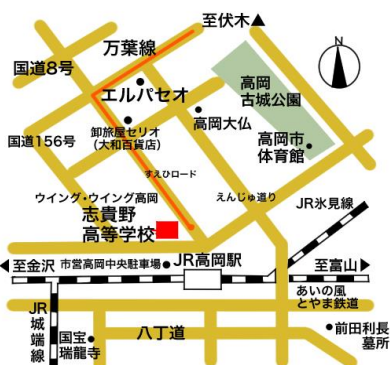 至伏木▲
万葉線
国道8号
N
エルパセオ
高岡
古城公園
高岡大仏
卸旅屋セリオ
(大和百貨店)
国道156号
高岡市
体育館
すえひロード
えんじゅ通り
ウイング・ウイング高岡
志貴野
高等学校
JR氷見線
◀至金沢
市営高岡中央駐車場
JR高岡駅
至富山▶
あいの風
とやま鉄道
JR城端線
八丁道
国宝
瑞龍寺
前田利長
墓所